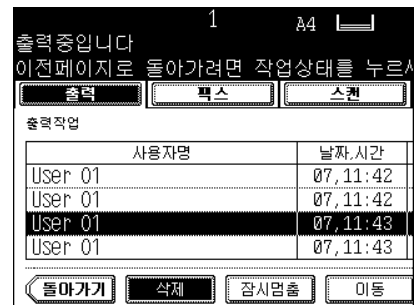 1 A4
출력중입니다
이전페이지로 돌아가려면 작업상태를 누르
출력 팩스 스캔
출력작업
사용자명 날짜,시간
User 01 07,11:42
User 01 07,11:42
User 01 07,11:43
User 01 07,11:43
돌아가기 삭제 잠시멈춤 이동